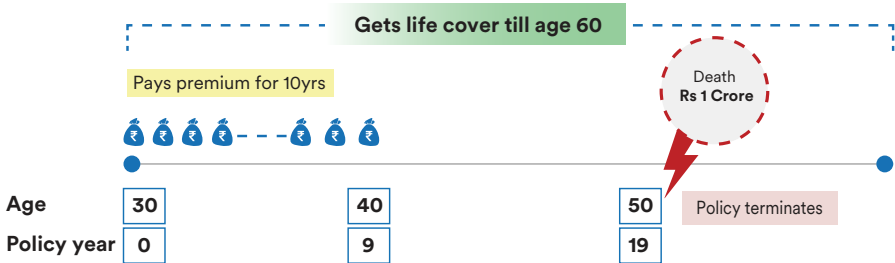 Gets life cover till age 60
Pays premium for 10yrs
Death
Rs 1 Crore
₹ ₹ ₹ ₹ ₹ ₹ ₹
Age 30 40 50 Policy terminates
Policy year 0 9 19